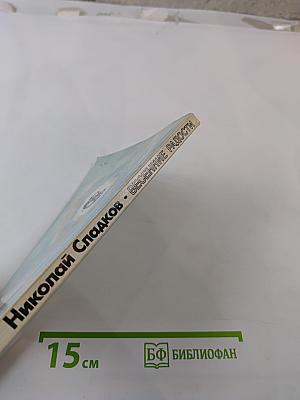 Николай Сладков • ВЕСЕННИЕ РАДОСТИ
15 см
БФ БИБЛИОФАН